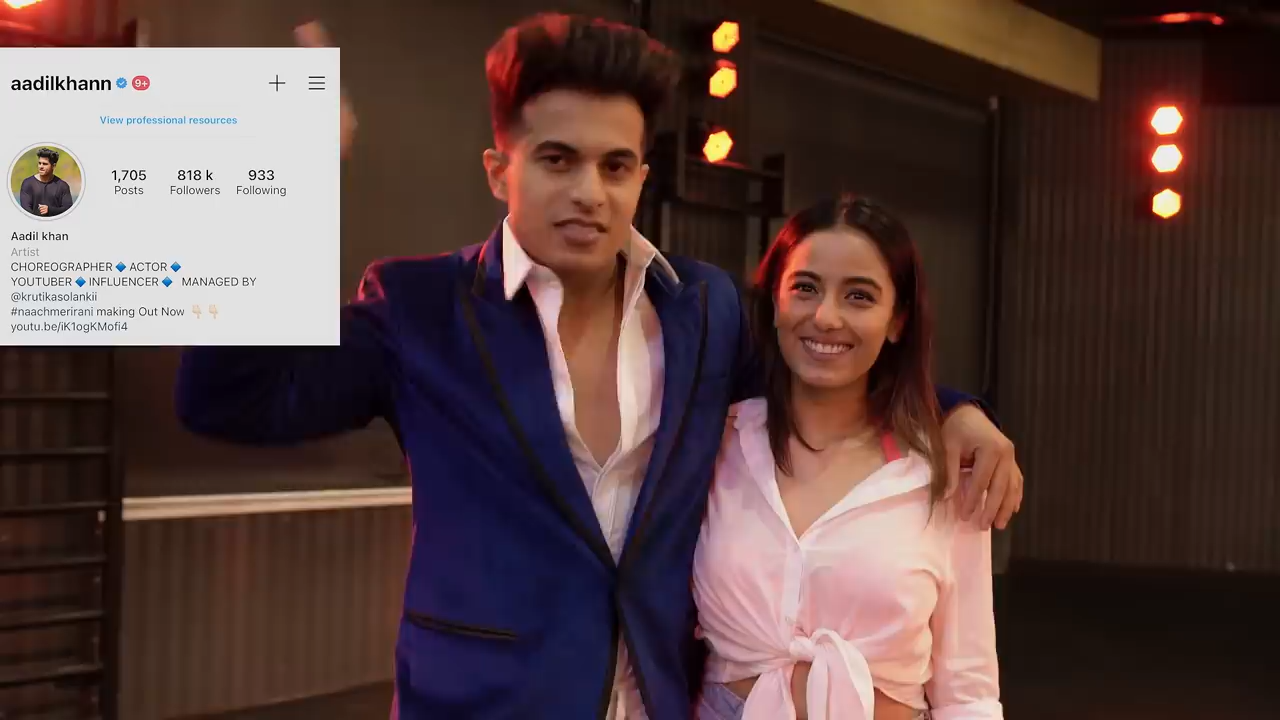 aadilkhann 9+
View professional resources
1,705 818 k 933
Posts Followers Following
Aadil khan
Artist
CHOREOGRAPHER🔷ACTOR🔷
YOUTUBER🔷INFLUENCER🔷 MANAGED BY
@krutikasolankii
#naachmerirani making Out Now 👇🏻👇🏻
youtu.be/iK1ogKMofi4